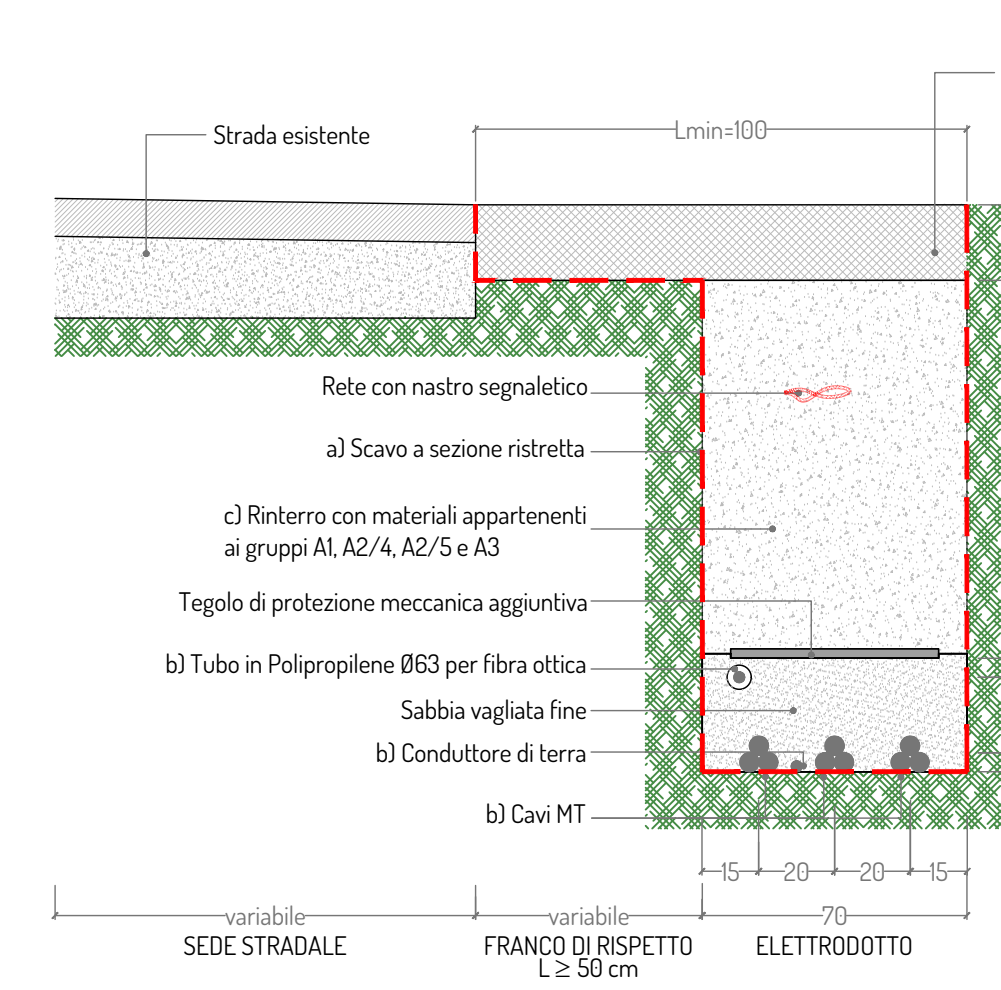 Strada esistente
Lmin=100
Rete con nastro segnaletico
a) Scavo a sezione ristretta
c) Rinterro con materiali appartenenti
ai gruppi A1, A2/4, A2/5 e A3
Tegolo di protezione meccanica aggiuntiva
b) Tubo in Polipropilene Ø63 per fibra ottica
Sabbia vagliata fine
b) Conduttore di terra
b) Cavi MT
15 20 20 15
variabile variabile 70
SEDE STRADALE FRANCO DI RISPETTO ELETTRODOTTO
L ≥ 50 cm